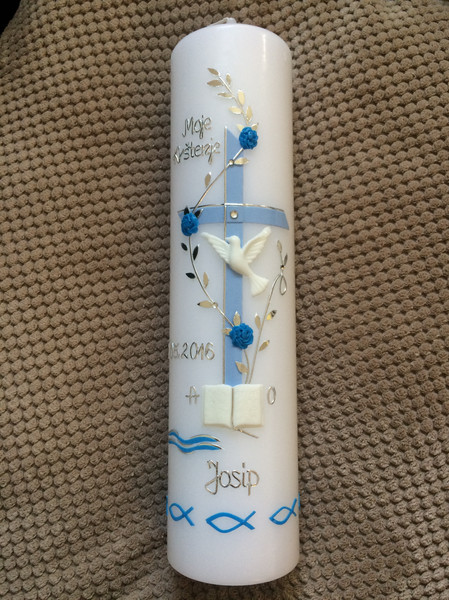 Moje
krštenje
05.2016
A O
Josip